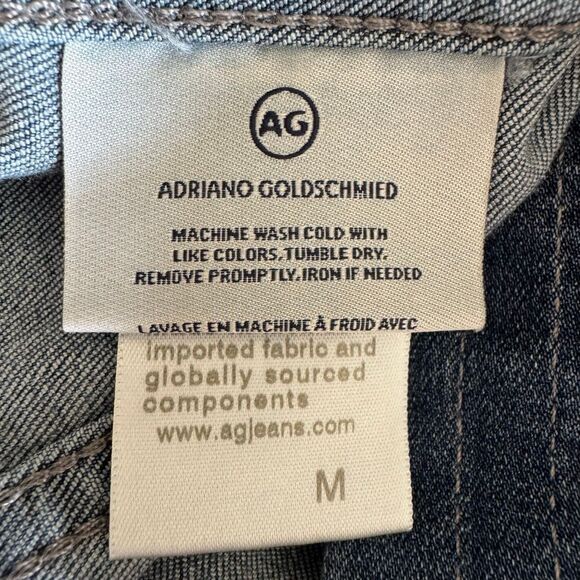 AG
ADRIANO GOLDSCHMIED
MACHINE WASH COLD WITH
LIKE COLORS, TUMBLE DRY.
REMOVE PROMPTLY. IRON IF NEEDED
LAVAGE EN MACHINE À FROID AVEC
imported fabric and
globally sourced
components
www.agjeans.com
M